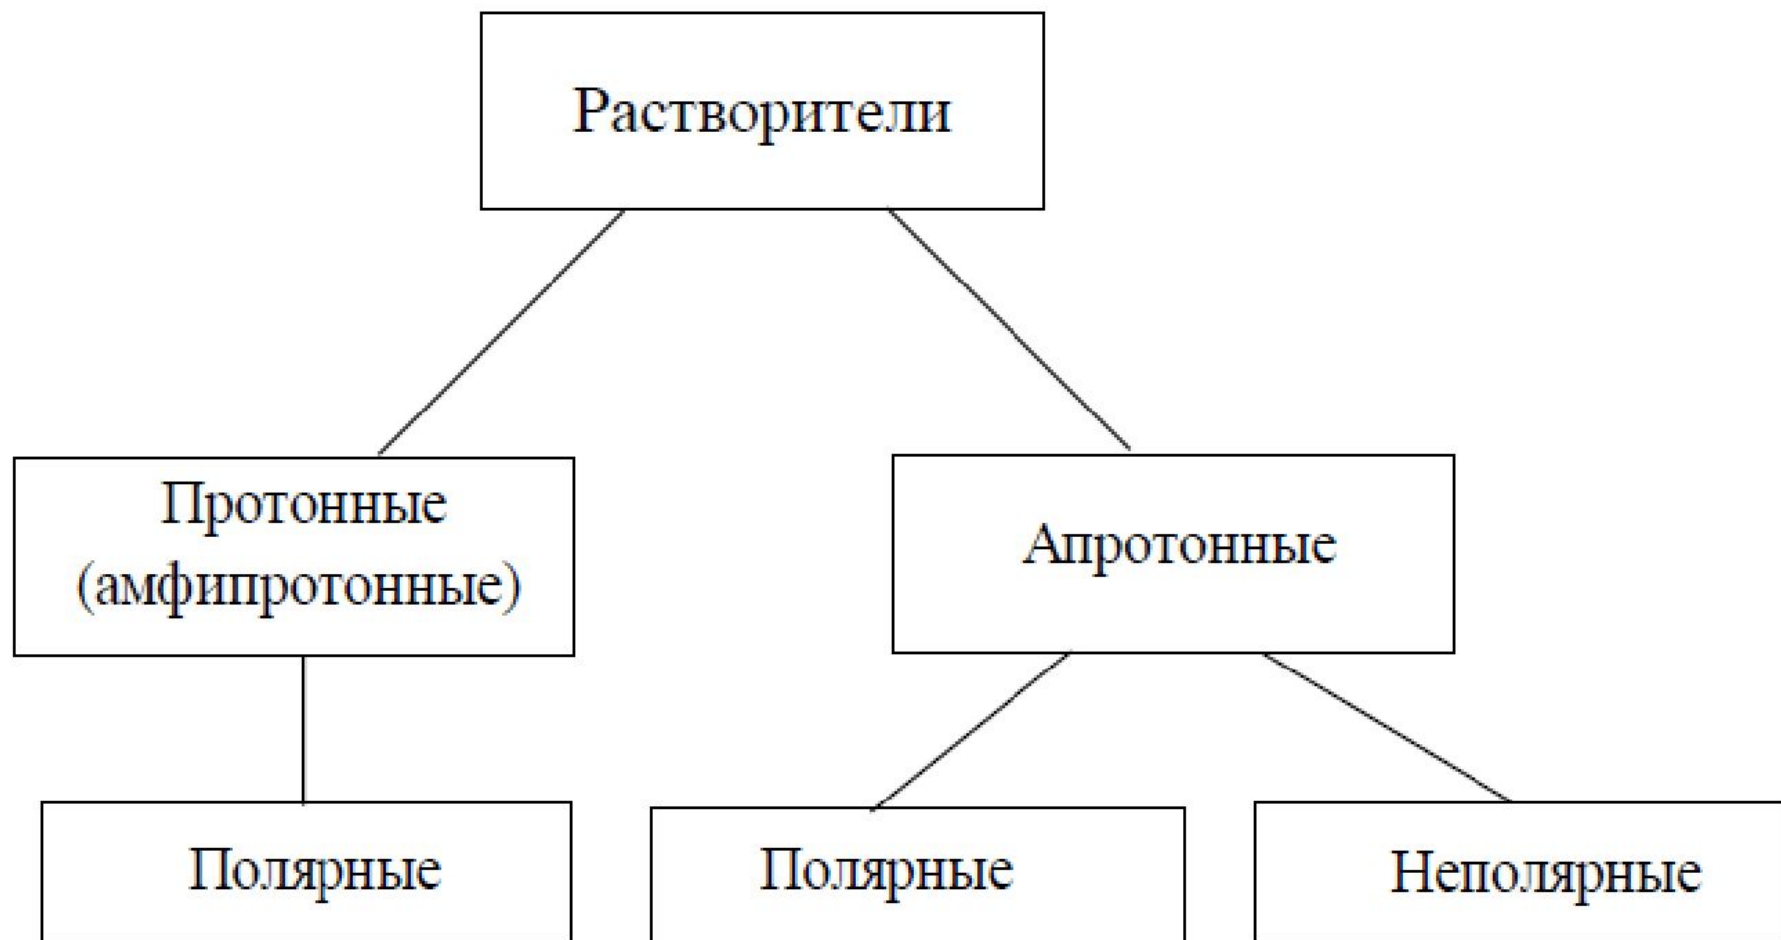 Растворители
Протонные
(амфипротонные)
Апротонные
Полярные
Полярные
Неполярные